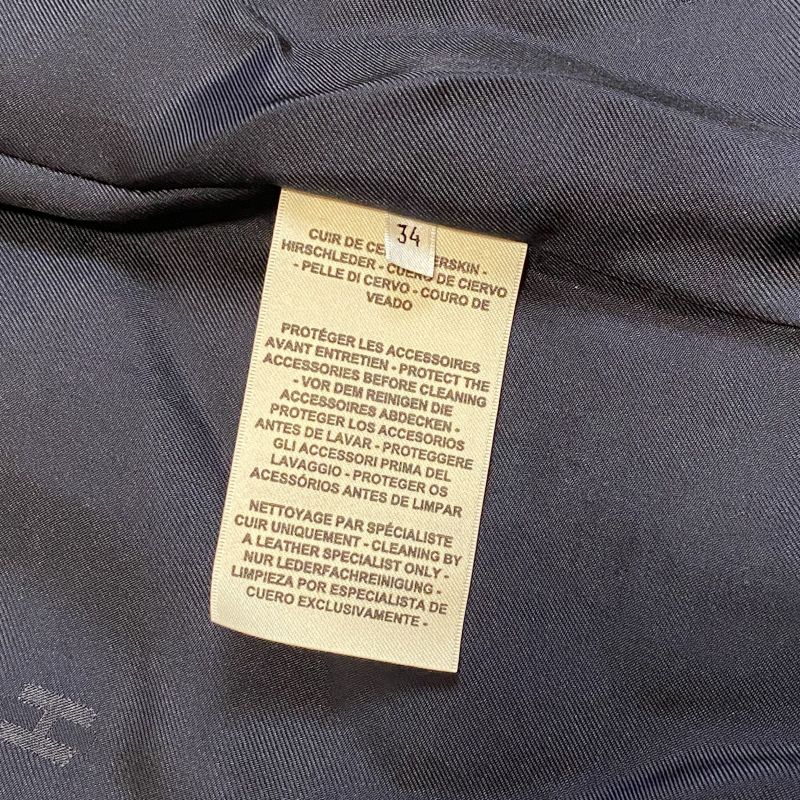 34
CUIR DE CE ERSKIN -
HIRSCHLEDER - CUERO DE CIERVO
- PELLE DI CERVO - COURO DE
VEADO
PROTÉGER LES ACCESSOIRES
AVANT ENTRETIEN - PROTECT THE
ACCESSORIES BEFORE CLEANING
- VOR DEM REINIGEN DIE
ACCESSOIRES ABDECKEN -
PROTEGER LOS ACCESORIOS
ANTES DE LAVAR - PROTEGGERE
GLI ACCESSORI PRIMA DEL
LAVAGGIO - PROTEGER OS
ACESSÓRIOS ANTES DE LIMPAR
NETTOYAGE PAR SPÉCIALISTE
CUIR UNIQUEMENT - CLEANING BY
A LEATHER SPECIALIST ONLY -
NUR LEDERFACHREINIGUNG -
LIMPIEZA POR ESPECIALISTA DE
CUERO EXCLUSIVAMENTE -
H